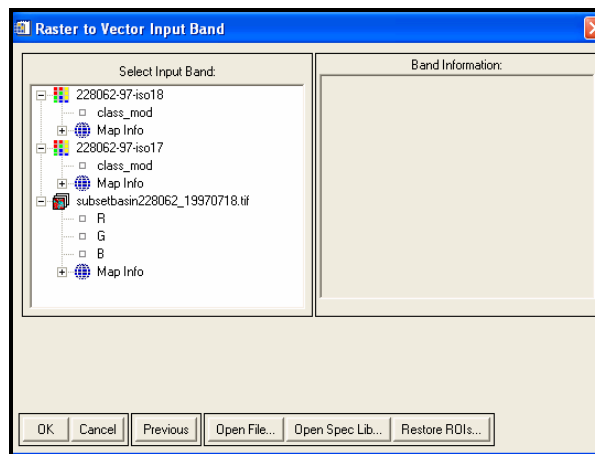 Raster to Vector Input Band
Select Input Band:
228062-97-iso18
class_mod
Map Info
228062-97-iso17
class_mod
Map Info
subsetbasin228062_19970718.tif
R
G
B
Map Info
Band Information:
OK
Cancel
Previous
Open File...
Open Spec Lib...
Restore ROIs...